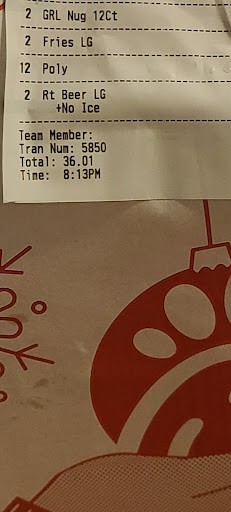 2 GRL Nug 12Ct
2 Fries LG
12 Poly
2 Rt Beer LG
+No Ice
Team Member:
Tran Num: 5850
Total: 36.01
Time: 8:13PM